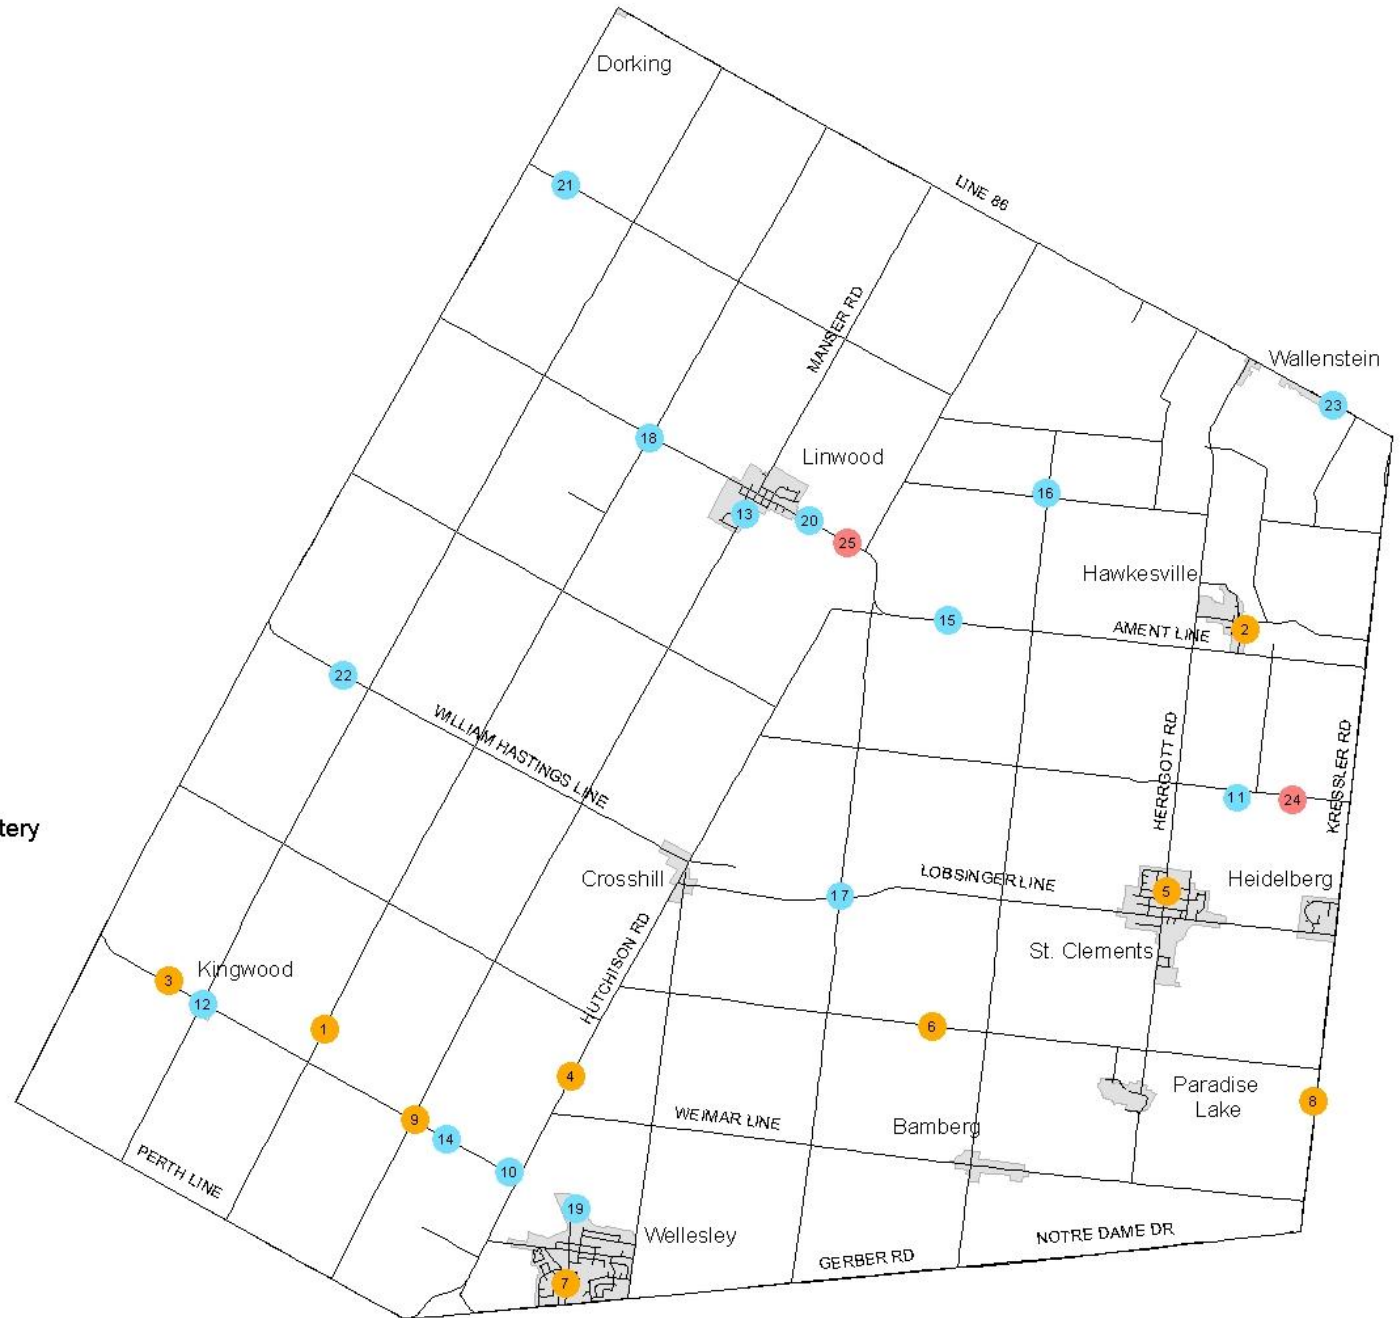 Dorking
21
LINE 86
MANSER RD
Wallenstein
23
18
Linwood
16
13
20
25
Hawkesville
15
AMENT LINE
2
22
WILLIAM HASTINGS LINE
HERRGOTT RD
KRESSLER RD
11
24
tery
Crosshill
17
LOBSINGER LINE
5
Heidelberg
St. Clements
HUTCHISON RD
3
Kingwood
12
1
6
4
Paradise
Lake
8
9
14
WEIMAR LINE
Bamberg
PERTH LINE
10
19
Wellesley
NOTRE DAME DR
GERBER RD
7